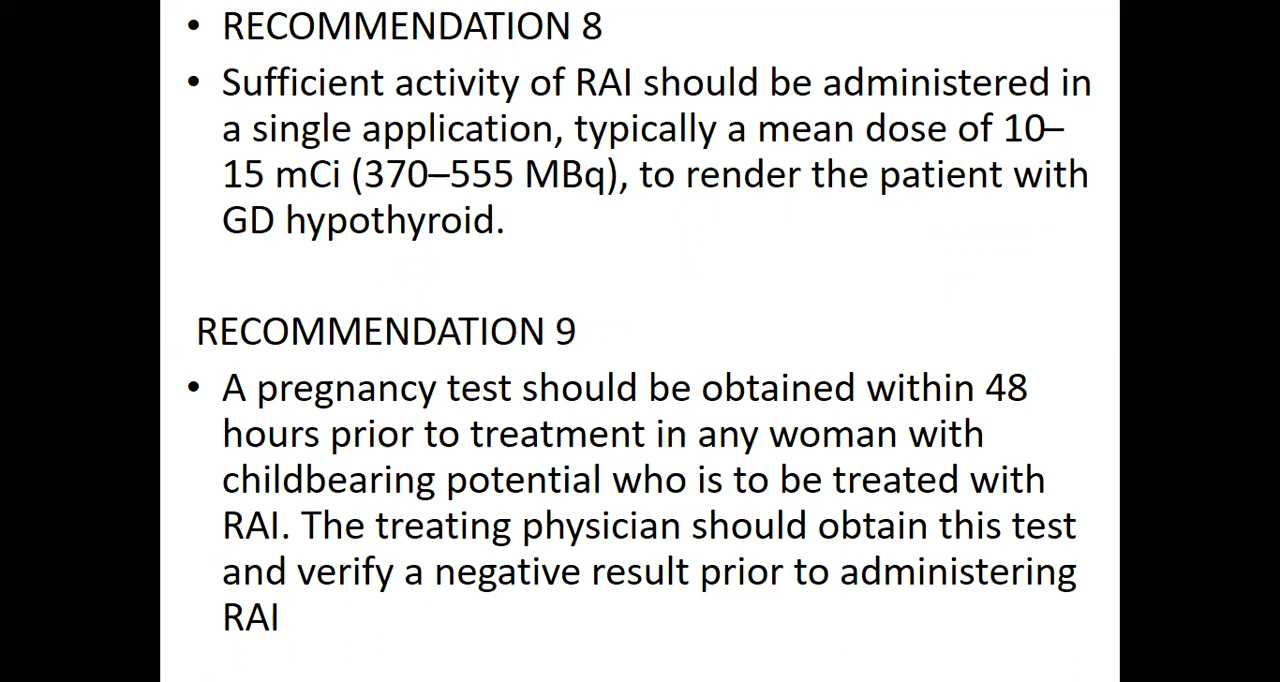 • RECOMMENDATION 8
• Sufficient activity of RAI should be administered in
a single application, typically a mean dose of 10–
15 mCi (370–555 MBq), to render the patient with
GD hypothyroid.
RECOMMENDATION 9
• A pregnancy test should be obtained within 48
hours prior to treatment in any woman with
childbearing potential who is to be treated with
RAI. The treating physician should obtain this test
and verify a negative result prior to administering
RAI